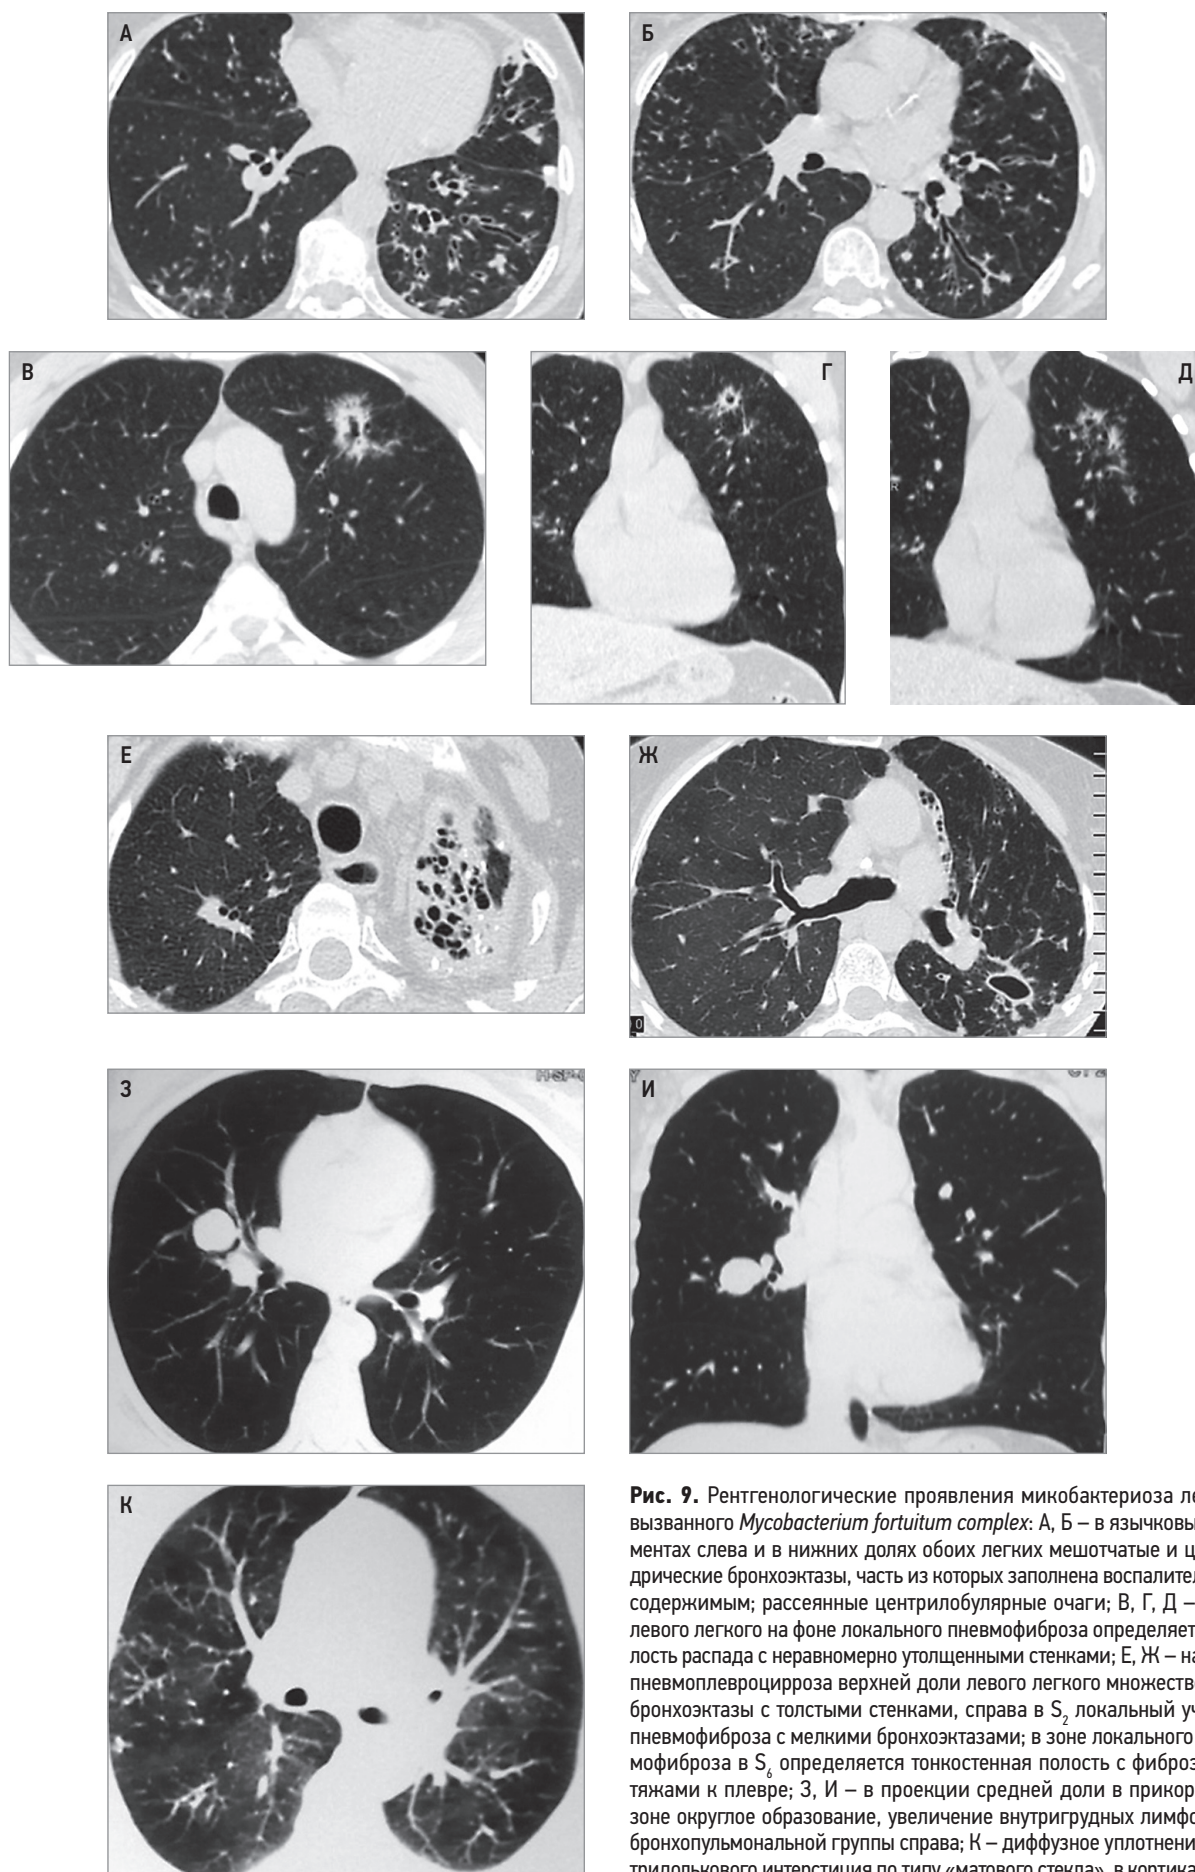 А
Б
В
Г
Д
R
Е
Ж
0
З
И
К
Рис. 9. Рентгенологические проявления микобактериоза ле
вызванного Mycobacterium fortuitum complex: А, Б – в язычковы
ментах слева и в нижних долях обоих легких мешотчатые и ц
дрические бронхоэктазы, часть из которых заполнена воспалите
содержимым; рассеянные центрилобулярные очаги; В, Г, Д –
левого легкого на фоне локального пневмофиброза определяет
лость распада с неравномерно утолщенными стенками; Е, Ж – на
пневмоплевроцирроза верхней доли левого легкого множестве
бронхоэктазы с толстыми стенками, справа в S2 локальный уч
пневмофиброза с мелкими бронхоэктазами; в зоне локального
мофиброза в S6 определяется тонкостенная полость с фиброз
тяжами к плевре; З, И – в проекции средней доли в прикор
зоне округлое образование, увеличение внутригрудных лимфо
бронхопульмональной группы справа; К – диффузное уплотнени
тридолькового интерстиция по типу «матового стекла», в кортика